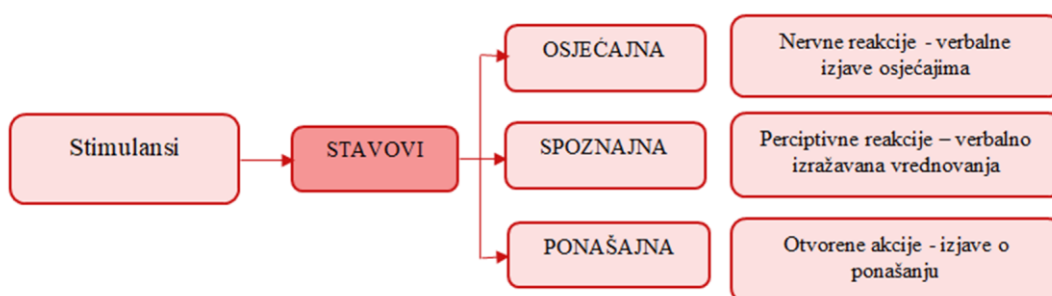 Stimulansi
STAVOVI
OSJEĆAJNA
Nervne reakcije - verbalne
izjave osjećajima
SPOZNAJNA
Perciptivne reakcije – verbalno
izražavana vrednovanja
PONAŠAJNA
Otvorene akcije - izjave o
ponašanju